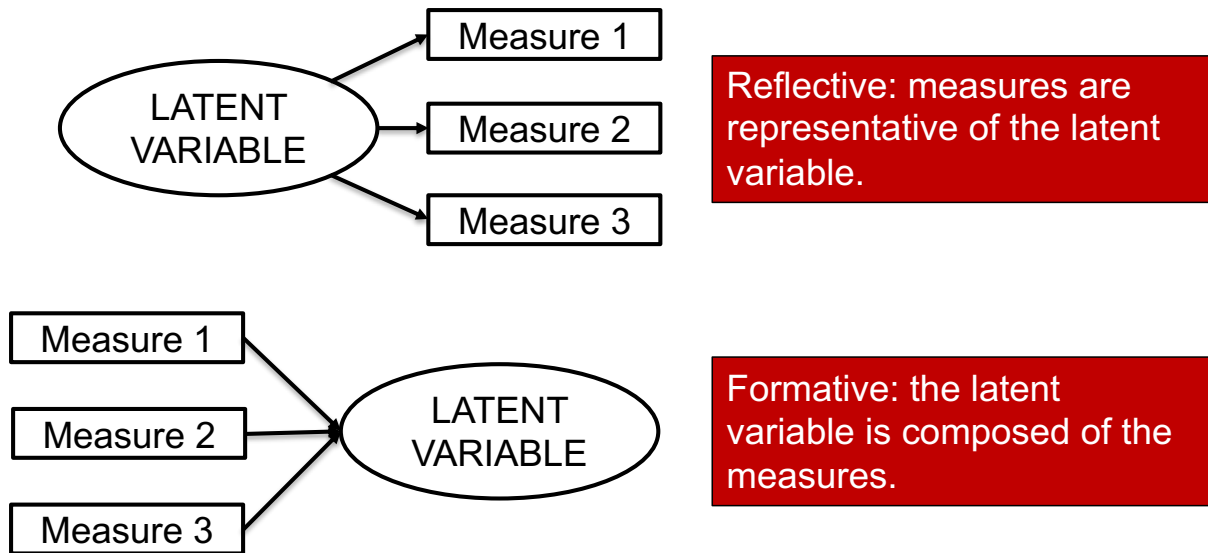 Measure 1
LATENT
VARIABLE
Measure 2
Measure 3
Reflective: measures are
representative of the latent
variable.
Measure 1
Measure 2
Measure 3
LATENT
VARIABLE
Formative: the latent
variable is composed of the
measures.